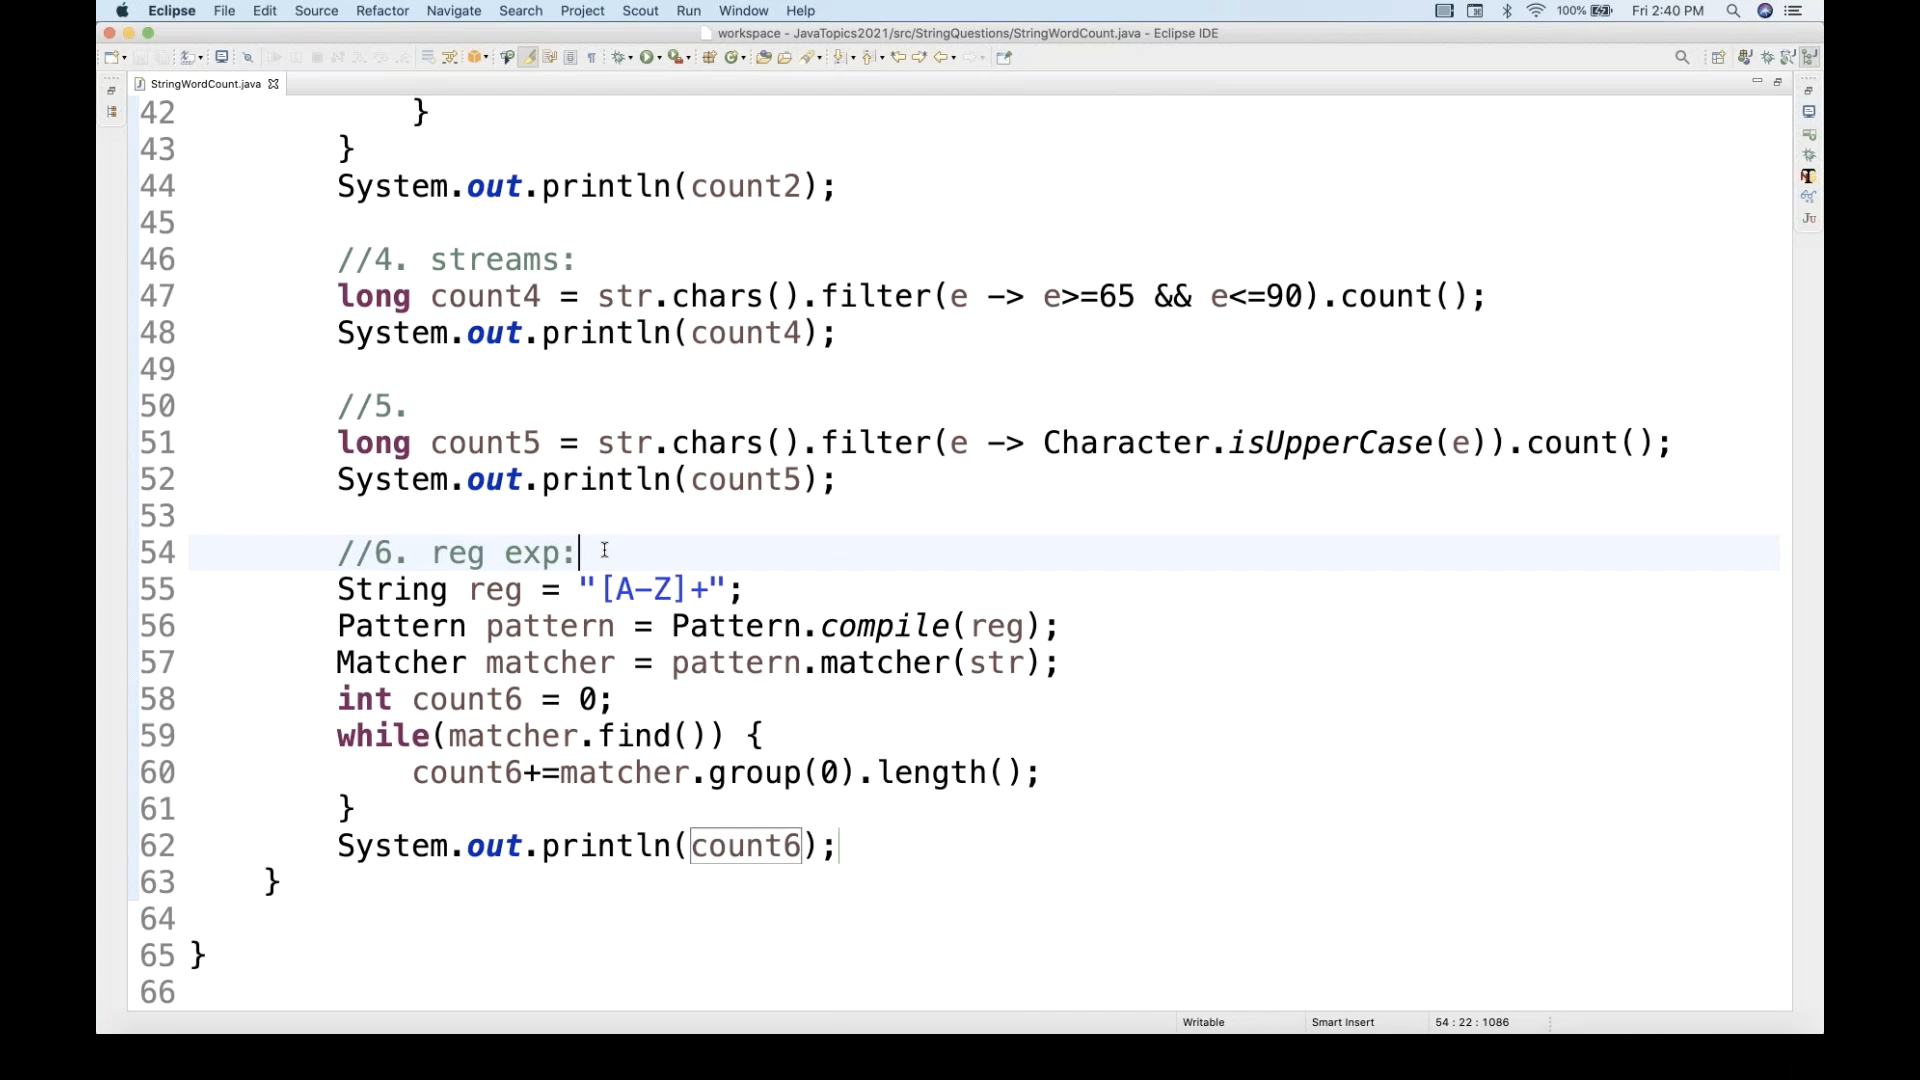 Eclipse File Edit Source Refactor Navigate Search Project Scout Run Window Help 100% Fri 2:40 PM
workspace - JavaTopics2021/src/StringQuestions/StringWordCount.java - Eclipse IDE
StringWordCount.java
42 }
43 }
44 System.out.println(count2);
45
46 //4. streams:
47 long count4 = str.chars().filter(e -> e>=65 && e<=90).count();
48 System.out.println(count4);
49
50 //5.
51 long count5 = str.chars().filter(e -> Character.isUpperCase(e)).count();
52 System.out.println(count5);
53
54 //6. reg exp:
55 String reg = "[A-Z]+";
56 Pattern pattern = Pattern.compile(reg);
57 Matcher matcher = pattern.matcher(str);
58 int count6 = 0;
59 while(matcher.find()) {
60 count6+=matcher.group(0).length();
61 }
62 System.out.println(count6);
63 }
64
65 }
66
Writable Smart Insert 54 : 22 : 1086